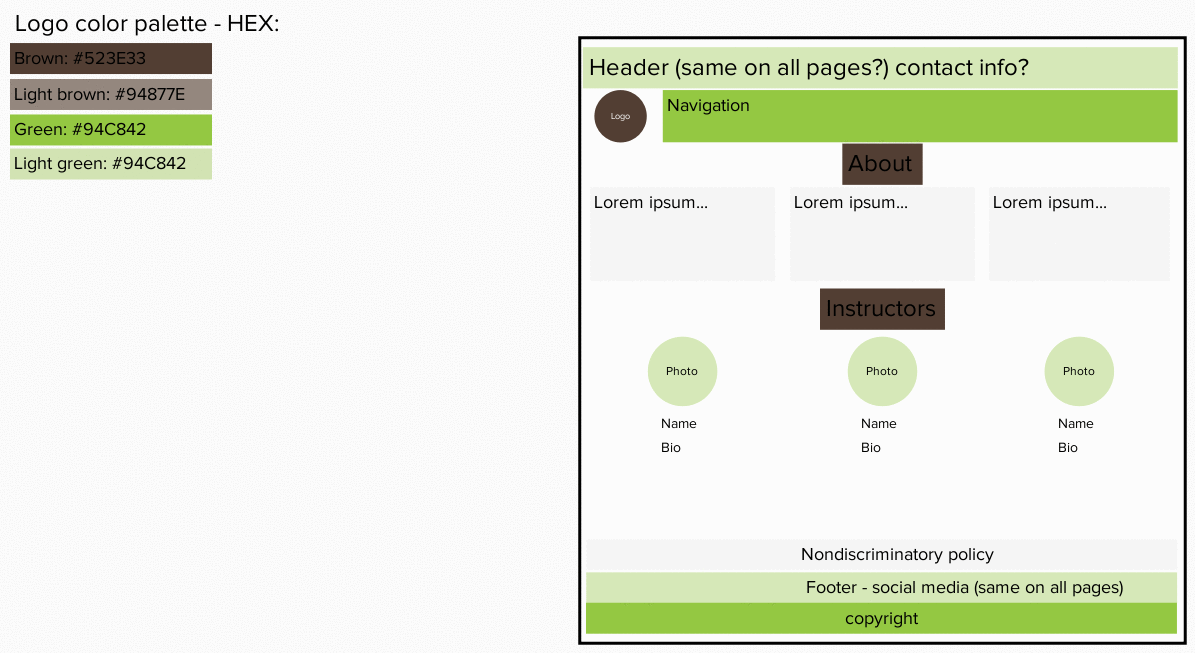 Logo color palette - HEX:
Brown: #523E33
Light brown: #94877E
Green: #94C842
Light green: #94C842
Header (same on all pages?) contact info?
Logo
Navigation
About
Lorem ipsum...
Lorem ipsum...
Lorem ipsum...
Instructors
Photo
Photo
Photo
Name
Name
Name
Bio
Bio
Bio
Nondiscriminatory policy
Footer - social media (same on all pages)
copyright